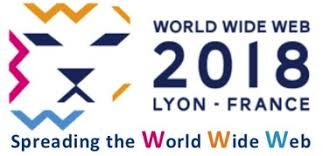 WORLD WIDE WEB
2018
LYON - FRANCE
Spreading the World Wide Web